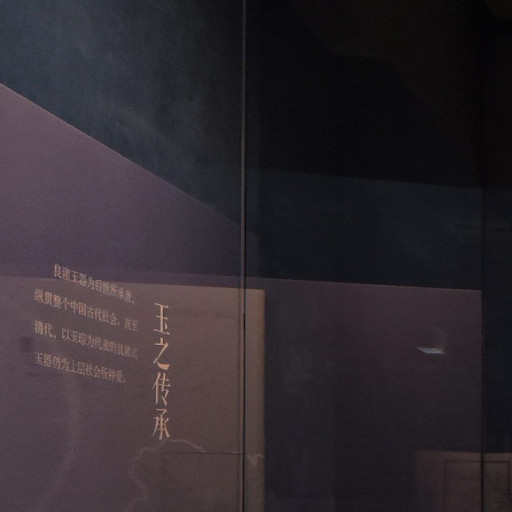 玉之传承
良渚玉器为后世所承袭，
纵贯整个中国古代社会。直至
清代，以玉琮为代表的良渚式
玉器仍为上层社会所钟爱。